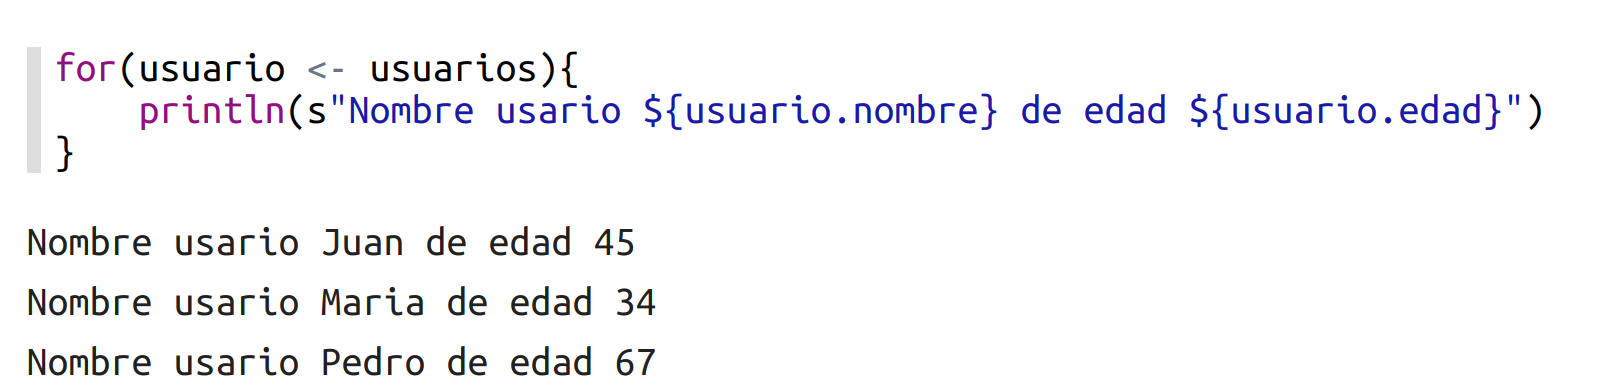 for(usuario <- usuarios){
    println(s"Nombre usario ${usuario.nombre} de edad ${usuario.edad}")
}
Nombre usario Juan de edad 45
Nombre usario Maria de edad 34
Nombre usario Pedro de edad 67